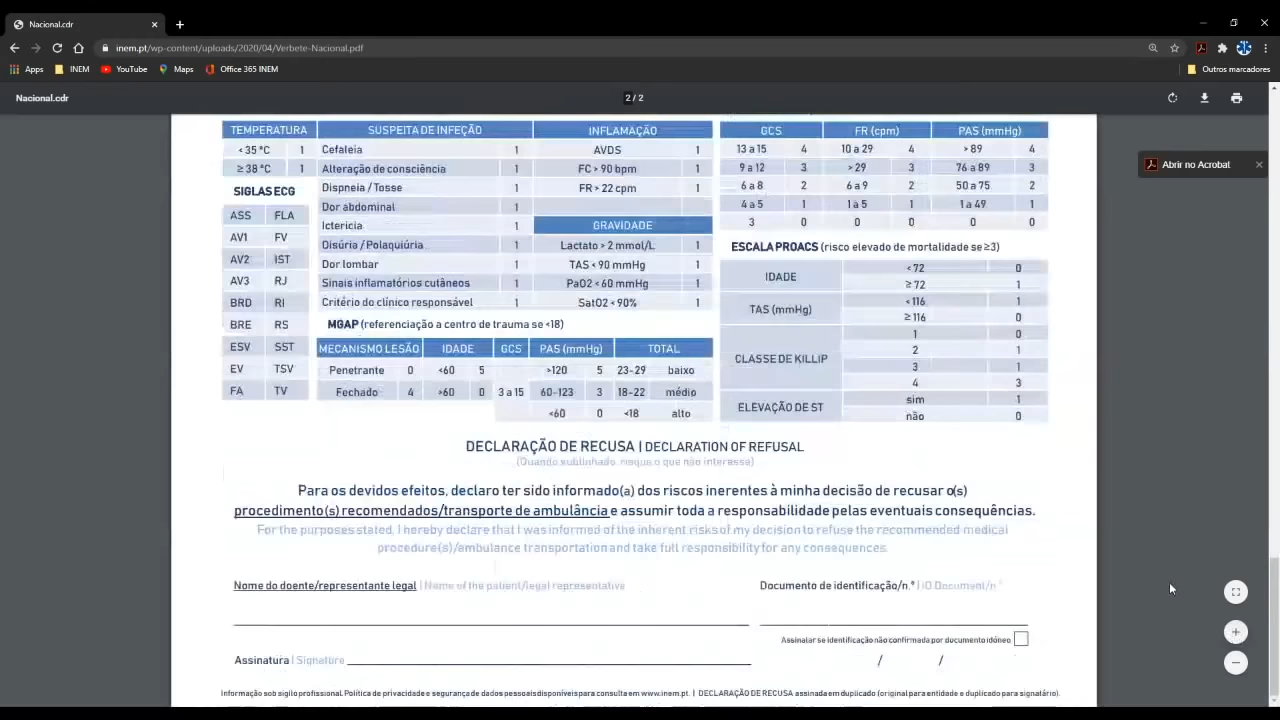 Nacional.cdr
inem.pt/wp-content/uploads/2020/04/Verbete-Nacional.pdf
Apps INEM YouTube Maps Office 365 INEM Outros marcadores
Nacional.cdr 2 / 2
Abrir no Acrobat
TEMPERATURA
< 35 ºC 1
≥ 38 ºC 1
SIGLAS ECG
ASS FLA
AV1 FV
AV2 IST
AV3 RJ
BRD RI
BRE RS
ESV SST
EV TSV
FA TV
SUSPEITA DE INFEÇÃO
Cefaleia 1
Alteração de consciência 1
Dispneia / Tosse 1
Dor abdominal 1
Icterícia 1
Disúria / Polaquiúria 1
Dor lombar 1
Sinais inflamatórios cutâneos 1
Critério do clínico responsável 1
INFLAMAÇÃO
AVDS 1
FC > 90 bpm 1
FR > 22 cpm 1
GRAVIDADE
Lactato > 2 mmol/L 1
TAS < 90 mmHg 1
PaO2 < 60 mmHg 1
SatO2 < 90% 1
MGAP (referenciação a centro de trauma se <18)
MECANISMO LESÃO IDADE GCS PAS (mmHg) TOTAL
Penetrante 0 <60 5 >120 5 23-29 baixo
Fechado 4 >60 0 3 a 15 60-123 3 18-22 médio
<60 0 <18 alto
GCS FR (cpm) PAS (mmHg)
13 a 15 4 10 a 29 4 > 89 4
9 a 12 3 > 29 3 76 a 89 3
6 a 8 2 6 a 9 2 50 a 75 2
4 a 5 1 1 a 5 1 1 a 49 1
3 0 0 0 0 0
ESCALA PROACS (risco elevado de mortalidade se ≥3)
IDADE
< 72 0
≥ 72 1
TAS (mmHg)
< 116 1
≥ 116 0
CLASSE DE KILLIP
1 0
2 1
3 1
4 3
ELEVAÇÃO DE ST
sim 1
não 0
DECLARAÇÃO DE RECUSA | DECLARATION OF REFUSAL
(Quando sublinhado, risque o que não interesse)
Para os devidos efeitos, declaro ter sido informado(a) dos riscos inerentes à minha decisão de recusar o(s)
procedimento(s) recomendados/transporte de ambulância e assumir toda a responsabilidade pelas eventuais consequências.
For the purposes stated, I hereby declare that I was informed of the inherent risks of my decision to refuse the recommended medical
procedure(s)/ambulance transportation and take full responsibility for any consequences.
Nome do doente/representante legal | Name of the patient/legal representative
Documento de identificação/n.º | ID Document/n.º
Assinalar se identificação não confirmada por documento idóneo
Assinatura | Signature
/ /
Informação sob sigilo profissional. Política de privacidade e segurança de dados pessoais disponíveis para consulta em www.inem.pt. | DECLARAÇÃO DE RECUSA assinada em duplicado (original para entidade e duplicado para signatário).